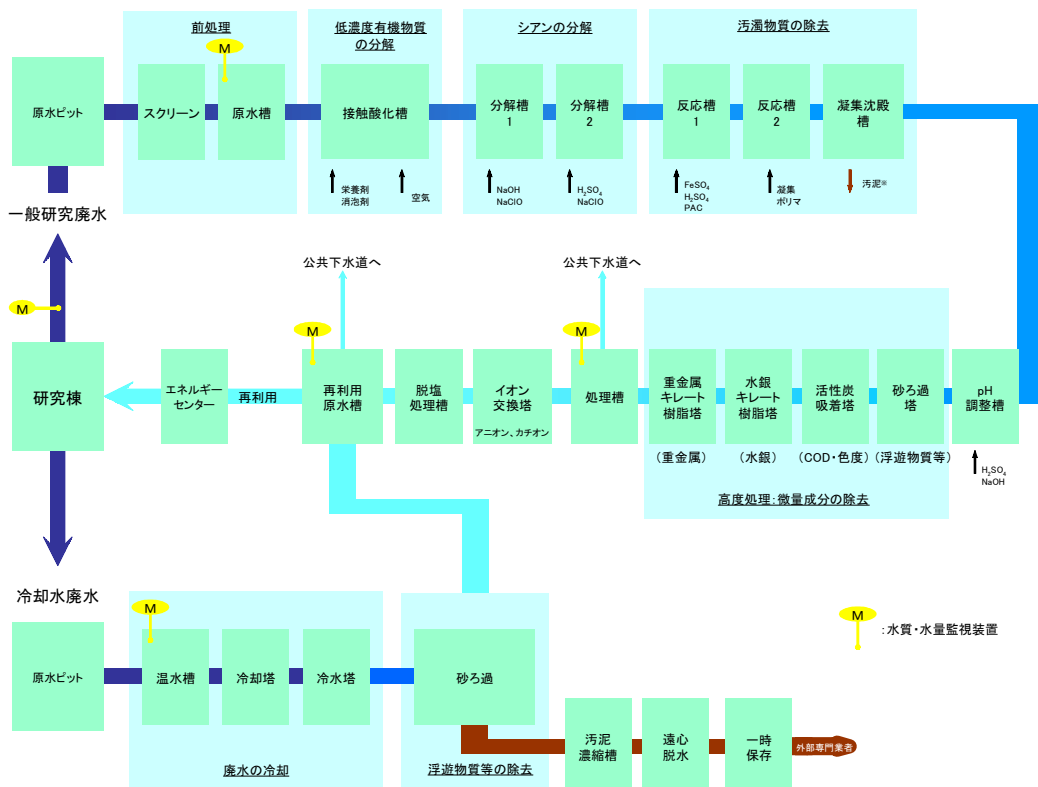 前処理
低濃度有機物質
の分解
シアンの分解
汚濁物質の除去
M
原水ピット
スクリーン
原水槽
接触酸化槽
分解槽
1
分解槽
2
反応槽
1
反応槽
2
凝集沈殿
槽
栄養剤
消泡剤
空気
NaOH
NaClO
H₂SO₄
NaClO
FeSO₄
H₂SO₄
PAC
凝集
ポリマ
汚泥※
一般研究廃水
公共下水道へ
公共下水道へ
M
M
M
研究棟
エネルギー
センター
再利用
再利用
原水槽
脱塩
処理槽
イオン
交換塔
アニオン、カチオン
処理槽
重金属
キレート
樹脂塔
水銀
キレート
樹脂塔
活性炭
吸着塔
砂ろ過
塔
pH
調整槽
(重金属)
(水銀)
(COD・色度)
(浮遊物質等)
H₂SO₄
NaOH
高度処理:微量成分の除去
冷却水廃水
M
M
:水質・水量監視装置
原水ピット
温水槽
冷却塔
冷水塔
砂ろ過
廃水の冷却
浮遊物質等の除去
汚泥
濃縮槽
遠心
脱水
一時
保存
外部専門業者